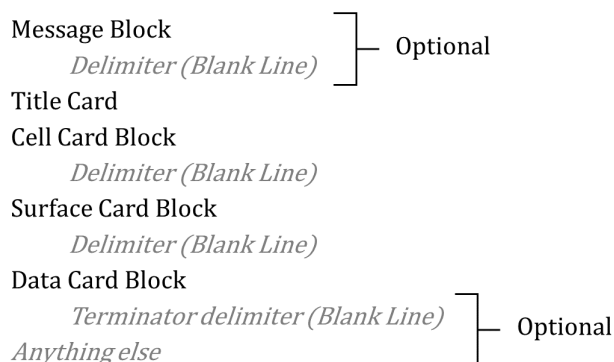 Message Block
Optional
Delimiter (Blank Line)
Title Card
Cell Card Block
Delimiter (Blank Line)
Surface Card Block
Delimiter (Blank Line)
Data Card Block
Terminator delimiter (Blank Line)
Optional
Anything else